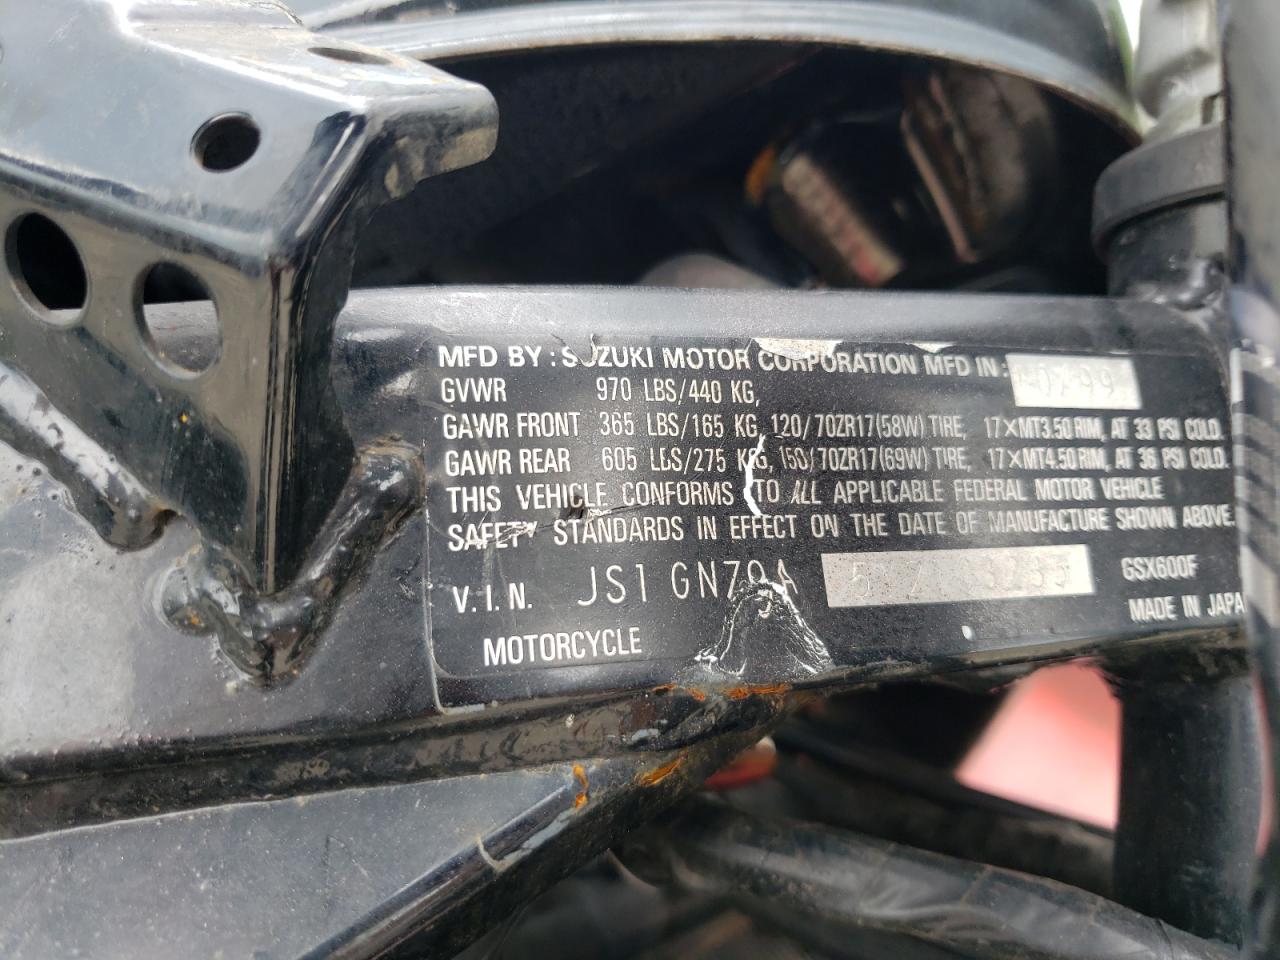 MFD BY : SUZUKI MOTOR CORPORATION MFD IN :
GVWR 970 LBS/440 KG,
GAWR FRONT 365 LBS/165 KG, 120/70ZR17(58W) TIRE, 17×MT3.50 RIM, AT 33 PSI COLD.
GAWR REAR 605 LBS/275 KG, 150/70ZR17(69W) TIRE, 17×MT4.50 RIM, AT 36 PSI COLD.
THIS VEHICLE CONFORMS TO ALL APPLICABLE FEDERAL MOTOR VEHICLE
SAFETY STANDARDS IN EFFECT ON THE DATE OF MANUFACTURE SHOWN ABOVE.
V. I. N. JS1GN79A GSX600F
MOTORCYCLE MADE IN JAPA